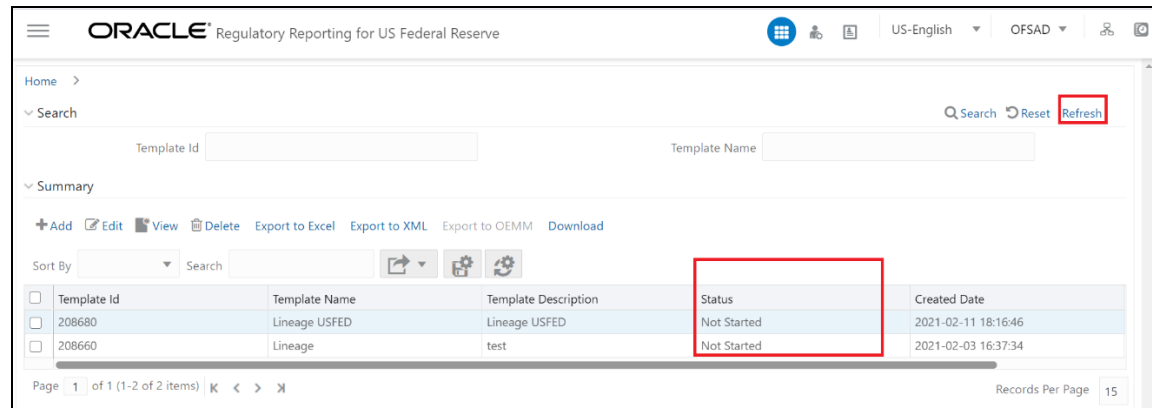 ORACLE® Regulatory Reporting for US Federal Reserve US-English OFSAD
Home >
Search Search Reset Refresh
Template Id Template Name
Summary
Add Edit View Delete Export to Excel Export to XML Export to OEMM Download
Sort By Search
Template Id Template Name Template Description Status Created Date
208680 Lineage USFED Lineage USFED Not Started 2021-02-11 18:16:46
208660 Lineage test Not Started 2021-02-03 16:37:34
Page 1 of 1 (1-2 of 2 items) Records Per Page 15